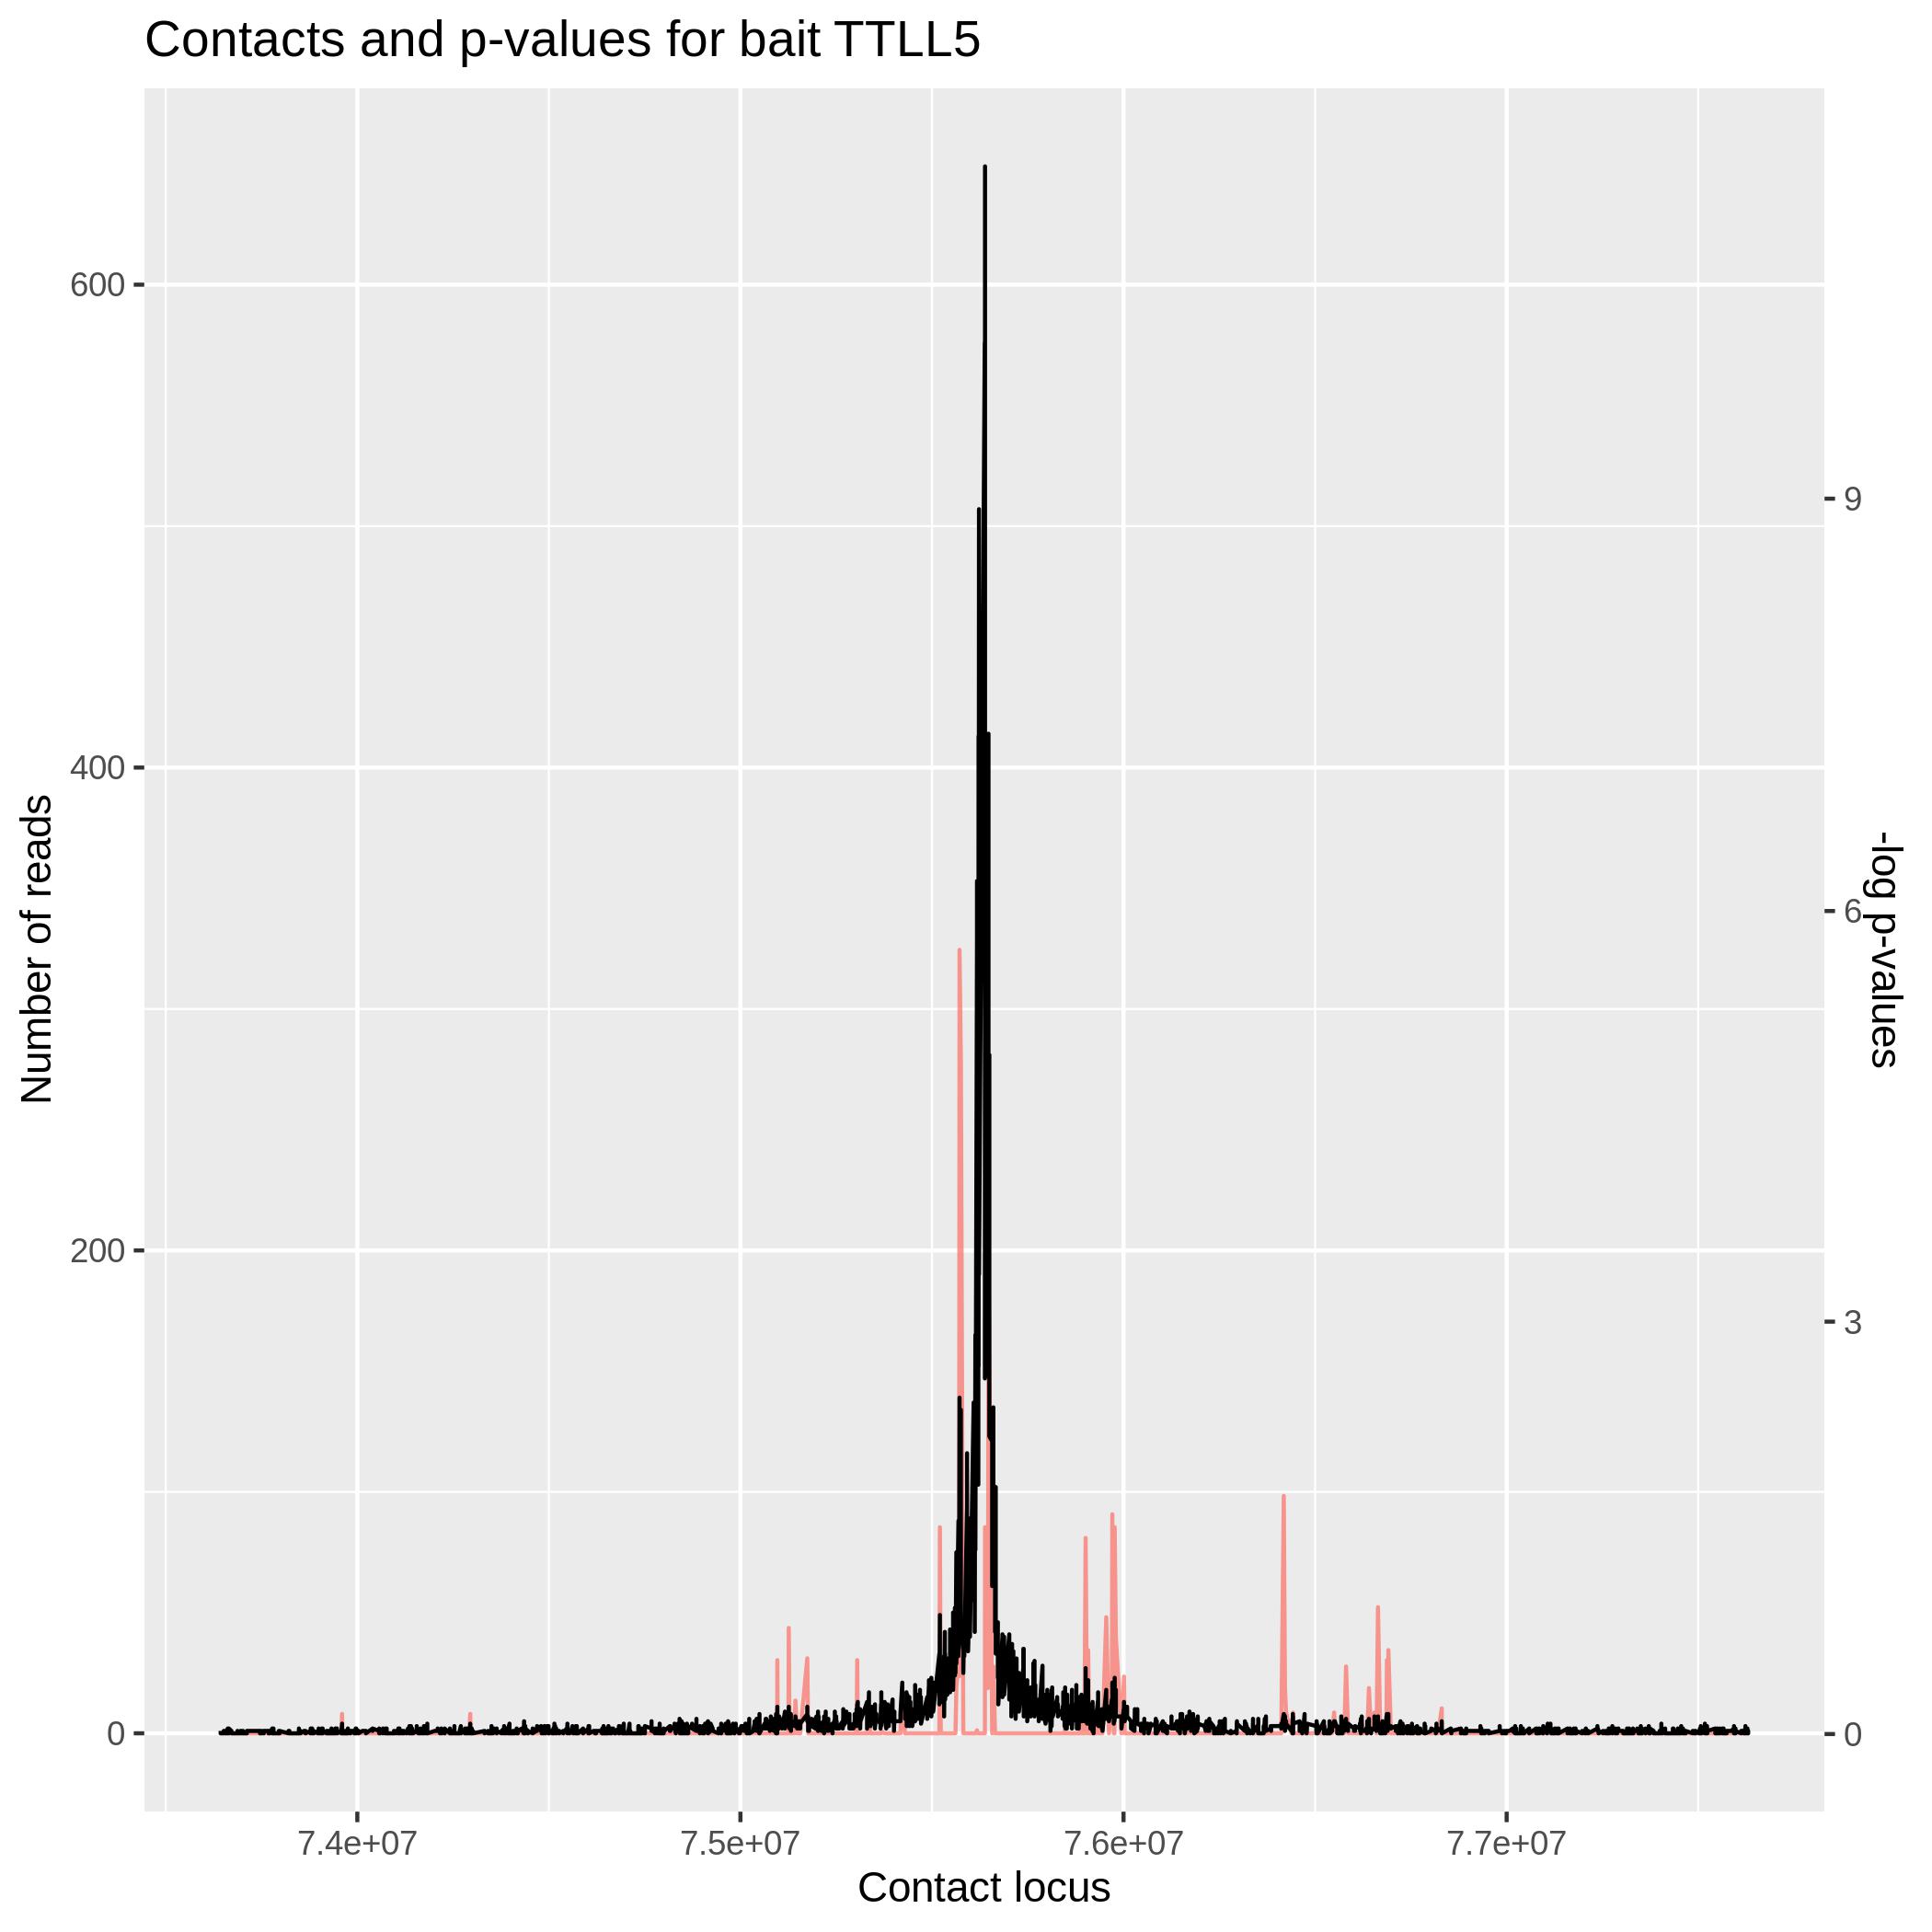 Contacts and p-values for bait TTLL5
600
400
200
0
Number of reads
9
6
3
0
-log p-values
7.4e+07 7.5e+07 7.6e+07 7.7e+07
Contact locus